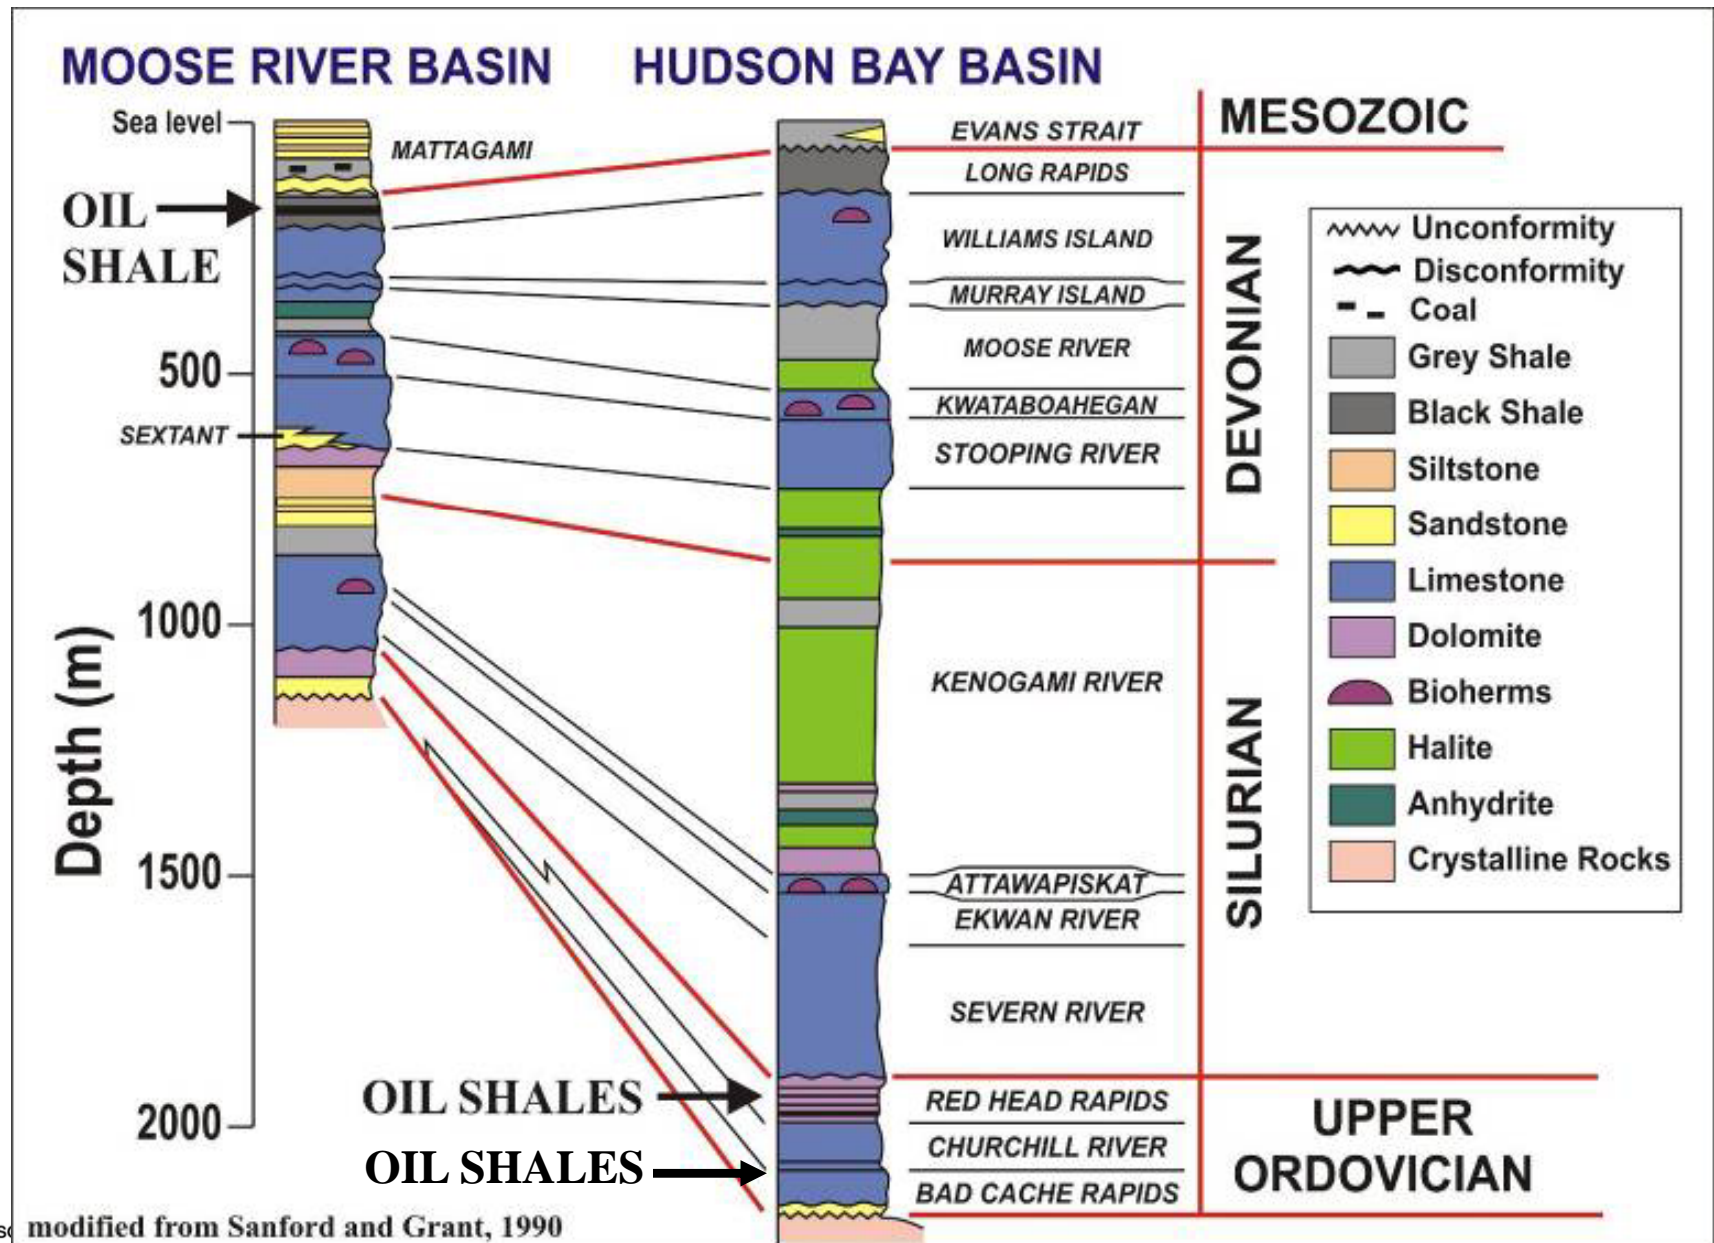 MOOSE RIVER BASIN
HUDSON BAY BASIN
Sea level
500
1000
1500
2000
Depth (m)
MATTAGAMI
OIL
SHALE
SEXTANT
OIL SHALES
OIL SHALES
EVANS STRAIT
LONG RAPIDS
WILLIAMS ISLAND
MURRAY ISLAND
MOOSE RIVER
KWATABOAHEGAN
STOOPING RIVER
KENOGAMI RIVER
ATTAWAPISKAT
EKWAN RIVER
SEVERN RIVER
RED HEAD RAPIDS
CHURCHILL RIVER
BAD CACHE RAPIDS
MESOZOIC
DEVONIAN
SILURIAN
UPPER
ORDOVICIAN
Unconformity
Disconformity
Coal
Grey Shale
Black Shale
Siltstone
Sandstone
Limestone
Dolomite
Bioherms
Halite
Anhydrite
Crystalline Rocks
modified from Sanford and Grant, 1990